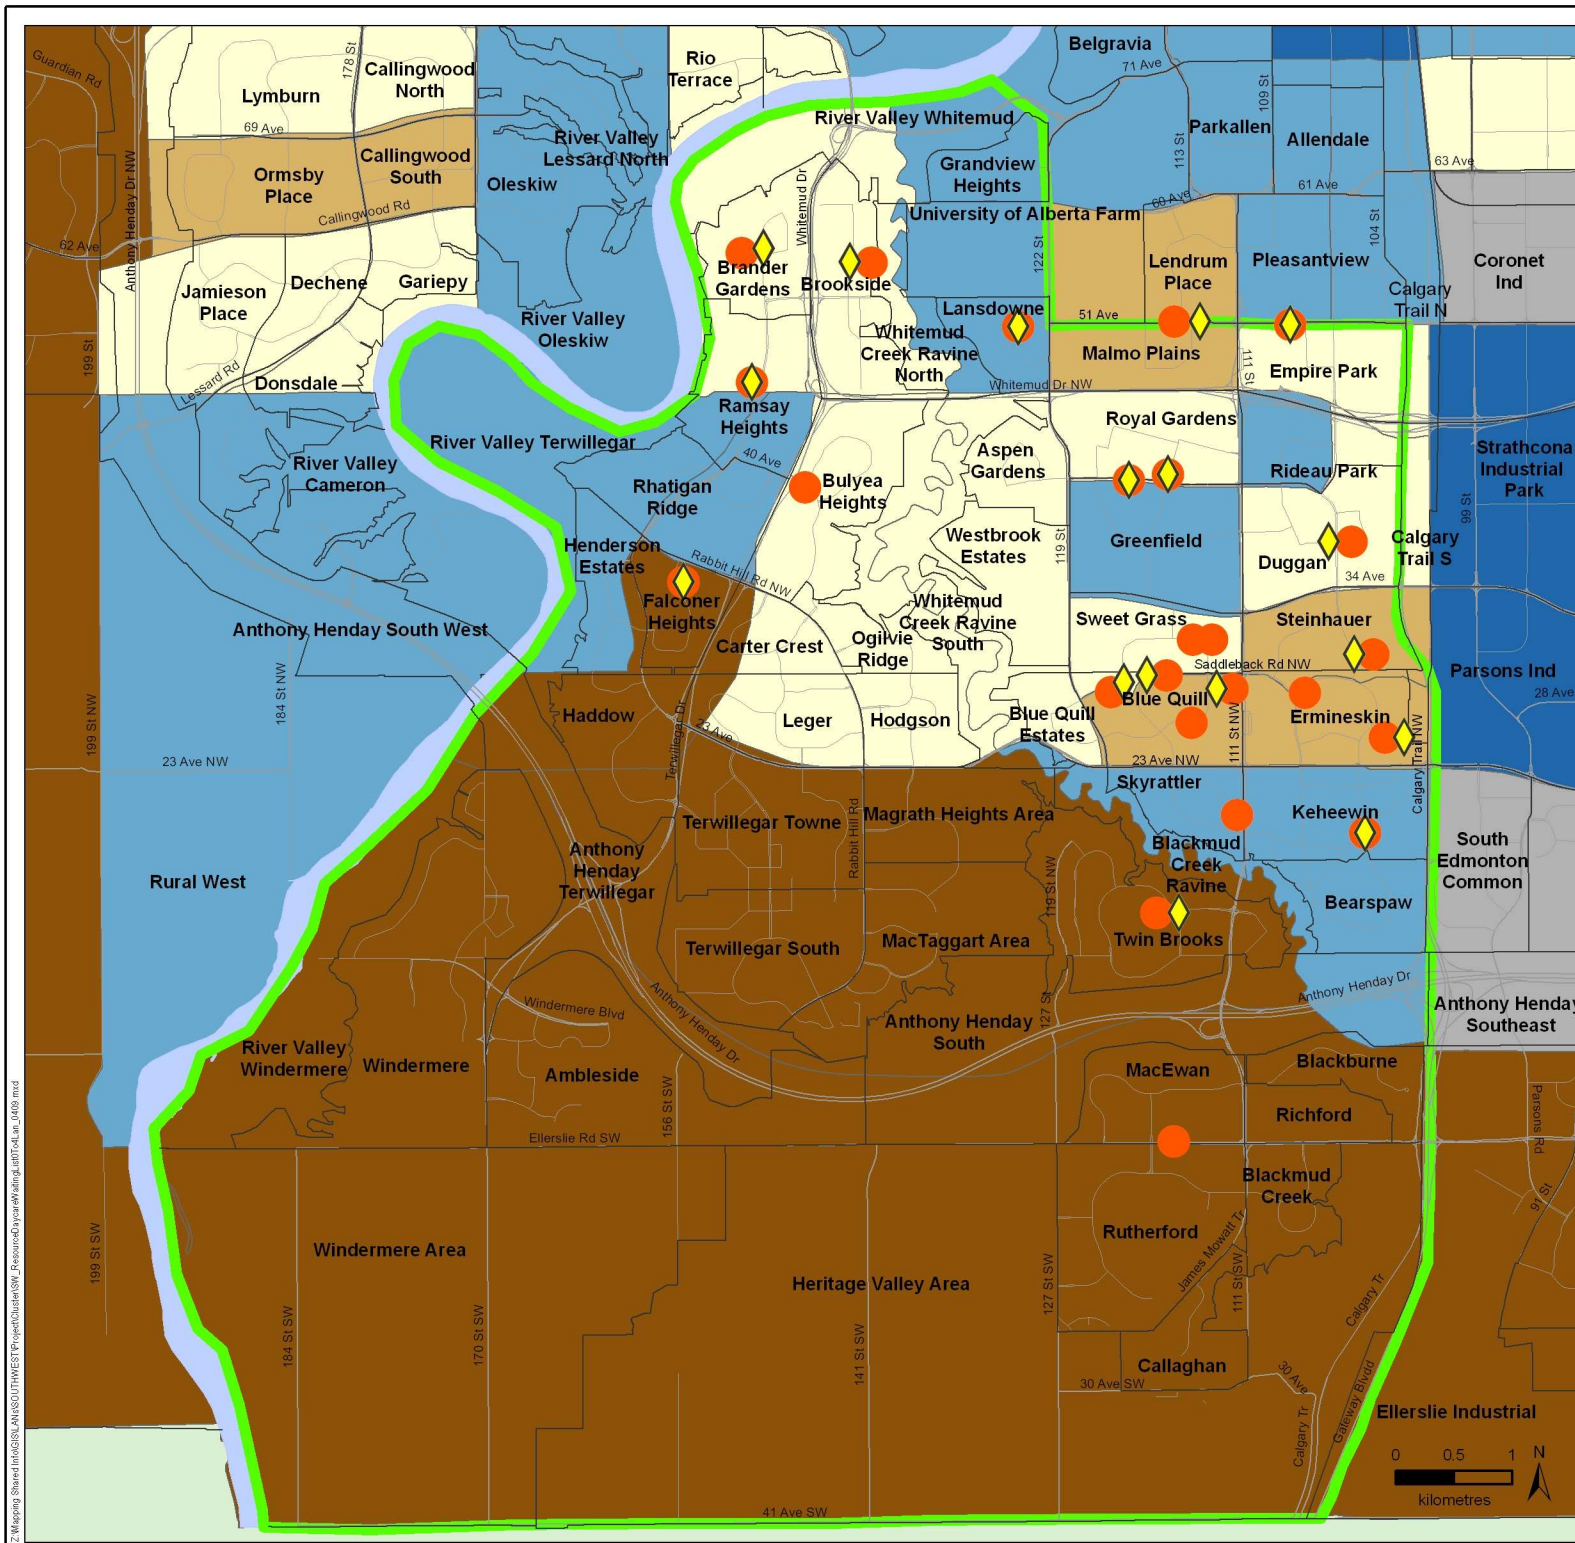 Guardian Rd
178 St
Callingwood
North
Lymburn
69 Ave
Rio
Terrace
Belgravia
71 Ave
109 St
River Valley Whitemud
Parkallen
Allendale
113 St
63 Ave
River Valley
Lessard North
Callingwood
South
Ormsby
Place
Oleskiw
Grandview
Heights
61 Ave
60 Ave
Callingwood Rd
University of Alberta Farm
62 Ave
Anthony Henday Dr NW
Whitemud Dr
122 St
104 St
Brander
Gardens
Brookside
Lendrum
Place
Pleasantview
Coronet
Ind
Jamieson
Place
Dechene
Gariepy
Calgary
Trail N
Lansdowne
51 Ave
River Valley
Oleskiw
Whitemud
Creek Ravine
North
Malmo Plains
111 St
Empire Park
199 St
Lessard Rd
Donsdale
Whitemud Dr NW
Ramsay
Heights
Royal Gardens
River Valley Terwillegar
40 Ave
Aspen
Gardens
Rideau Park
Strathcona
Industrial
Park
River Valley
Cameron
Rhatigan
Ridge
Bulyea
Heights
99 St
Henderson
Estates
Rabbit Hill Rd NW
Westbrook
Estates
119 St
Greenfield
Duggan
Calgary
Trail S
34 Ave
Falconer
Heights
Whitemud
Creek Ravine
South
Sweet Grass
Steinhauer
Anthony Henday South West
Carter Crest
Ogilvie
Ridge
Saddleback Rd NW
Parsons Ind
28 Ave
184 St NW
199 St NW
Haddow
Terwillegar Dr
23 Ave
Leger
Hodgson
Blue Quill
Estates
Blue Quill
111 St NW
Ermineskin
23 Ave NW
23 Ave NW
Calgary Trail NW
Skyrattler
Keheewin
Terwillegar Towne
Magrath Heights Area
Rabbit Hill Rd
Anthony
Henday
Terwillegar
Blackmud
Creek
Ravine
South
Edmonton
Common
Rural West
119 St NW
Bearspaw
Terwillegar South
MacTaggart Area
Twin Brooks
Anthony Henday Dr
Anthony Henday Dr
Windermere Blvd
127 St
Anthony Henday
South
Anthony Henday
Southeast
River Valley
Windermere
Windermere
Ambleside
MacEwan
Blackburne
Richford
156 St SW
Parsons Rd
Ellerslie Rd SW
Blackmud
Creek
91 St
Rutherford
James Mowatt Tr
199 St SW
Windermere Area
Heritage Valley Area
127 St SW
111 St SW
Calgary Tr
184 St SW
170 St SW
141 St SW
Callaghan
30 Ave SW
30 Ave
Calgary Tr
Gateway Blvdd
Ellerslie Industrial
0 0.5 1
kilometres
N
41 Ave SW